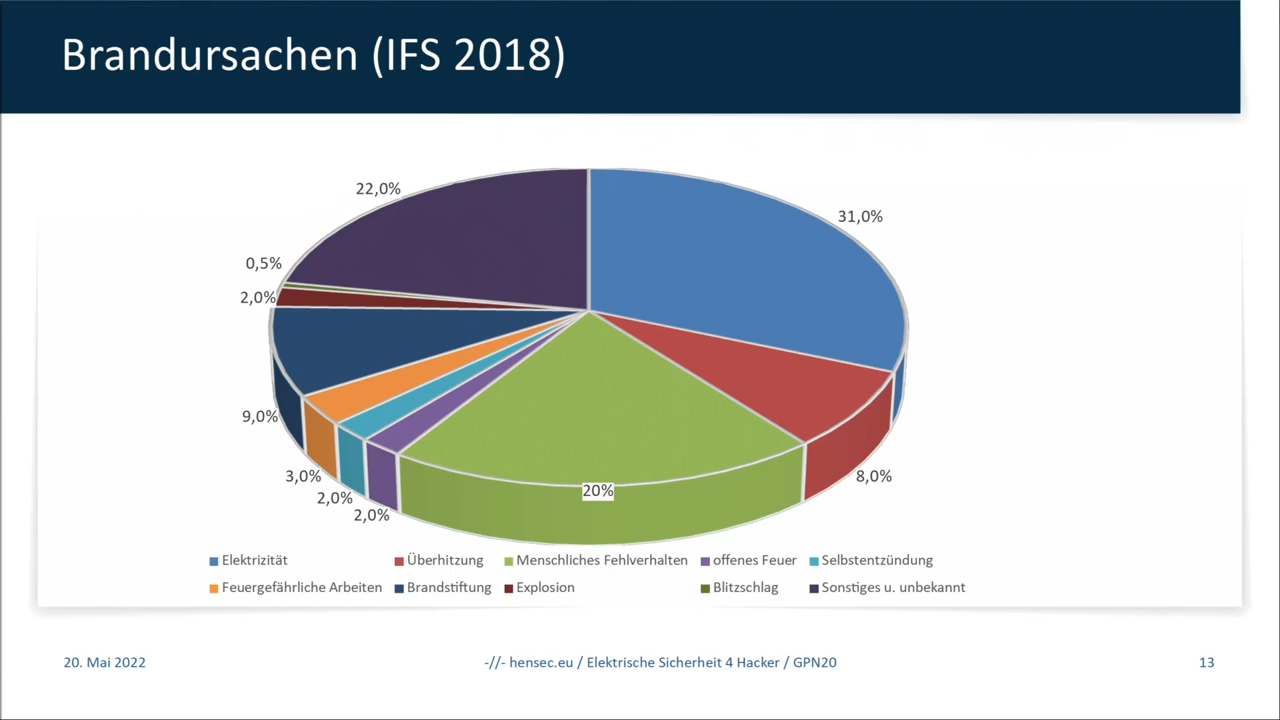 Brandursachen (IFS 2018)
22,0%
31,0%
0,5%
2,0%
9,0%
3,0%
2,0%
2,0%
20%
8,0%
Elektrizität Überhitzung Menschliches Fehlverhalten offenes Feuer Selbstentzündung
Feuergefährliche Arbeiten Brandstiftung Explosion Blitzschlag Sonstiges u. unbekannt
20. Mai 2022 -//- hensec.eu / Elektrische Sicherheit 4 Hacker / GPN20 13